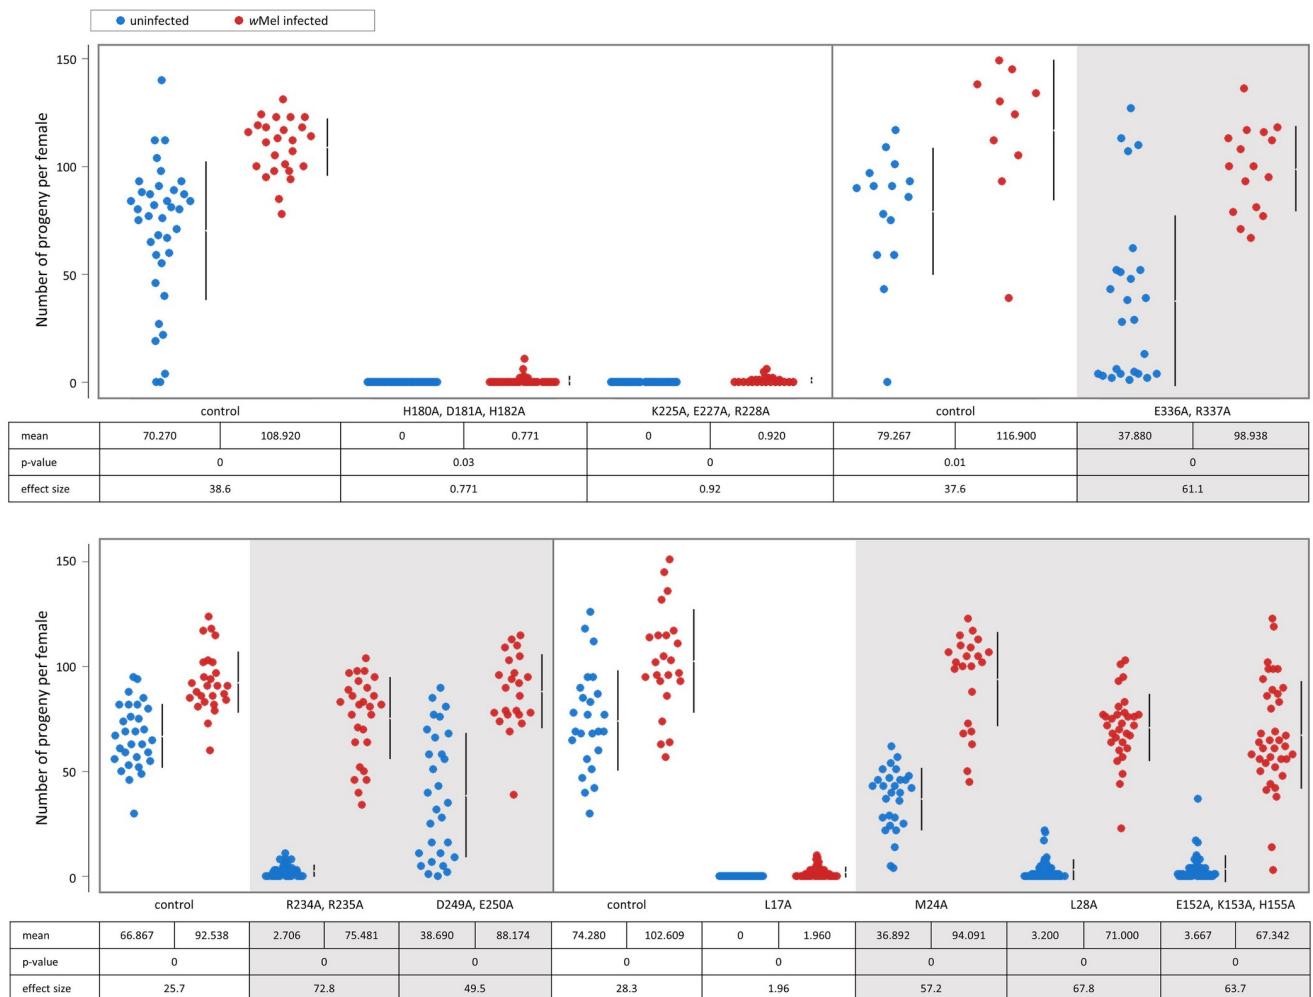 uninfected wMel infected
Number of progeny per female
150
100
50
0
control H180A, D181A, H182A K225A, E227A, R228A control E336A, R337A
mean 70.270 108.920 0 0.771 0 0.920 79.267 116.900 37.880 98.938
p-value 0 0.03 0 0.01 0
effect size 38.6 0.771 0.92 37.6 61.1
Number of progeny per female
150
100
50
0
control R234A, R235A D249A, E250A control L17A M24A L28A E152A, K153A, H155A
mean 66.867 92.538 2.706 75.481 38.690 88.174 74.280 102.609 0 1.960 36.892 94.091 3.200 71.000 3.667 67.342
p-value 0 0 0 0 0 0 0 0
effect size 25.7 72.8 49.5 28.3 1.96 57.2 67.8 63.7